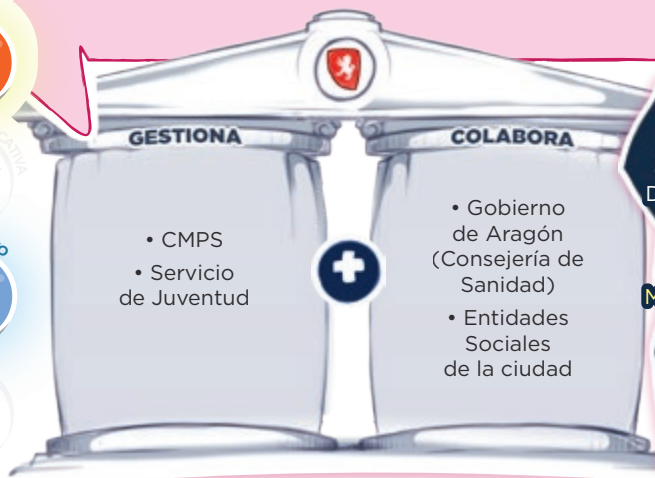 GESTIONA
• CMPS
• Servicio
de Juventud
COLABORA
• Gobierno
de Aragón
(Consejería de
Sanidad)
• Entidades
Sociales
de la ciudad